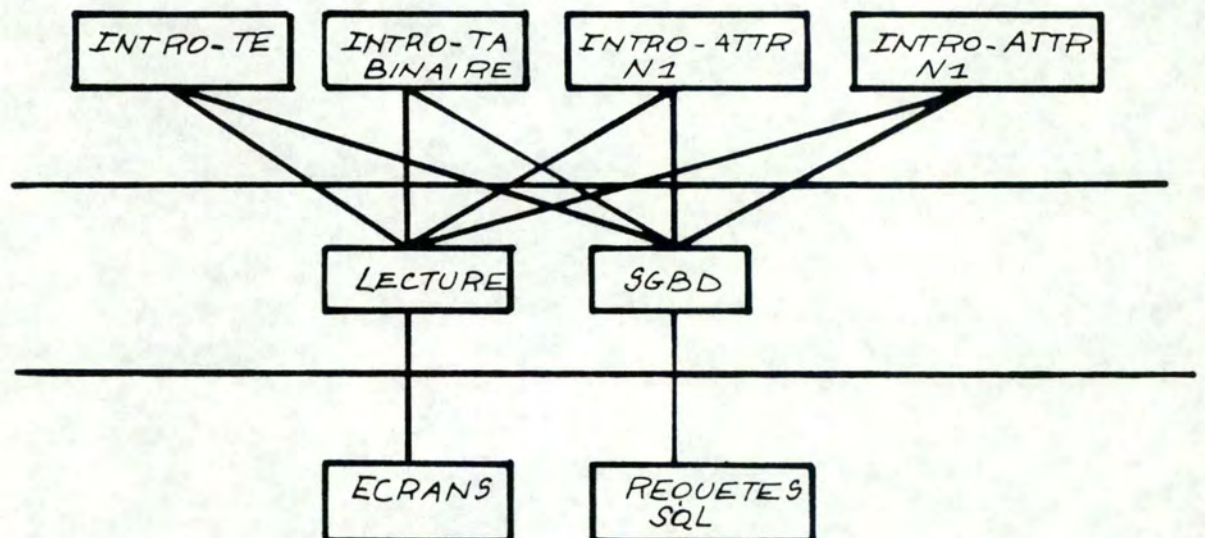 INTRO-TE
INTRO-TA
BINAIRE
INTRO-ATTR
N1
INTRO-ATTR
N1
LECTURE
SGBD
ECRANS
REQUETES
SQL